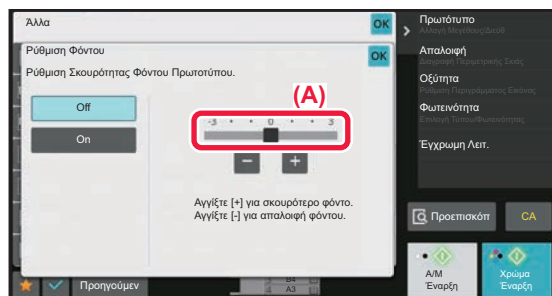 Άλλα
OK
Ρύθμιση Φόντου
OK
Ρύθμιση Σκουρότητας Φόντου Πρωτοτύπου.
Off
On
(A)
-3 • • 0 • • 3
- +
Αγγίξτε [+] για σκουρότερο φόντο.
Αγγίξτε [-] για απαλοιφή φόντου.
Πρωτότυπο
Αλλαγή Μεγέθους/Διεύθ
Απαλοιφή
Διαγραφή Περιμετρικής Σκιάς
Οξύτητα
Ρύθμιση Περιγράμματος Εικόνας
Φωτεινότητα
Επιλογή Τύπου/Φωτεινότητας
Έγχρωμη Λειτ.
Προεπισκόπ
CA
Α/Μ
Έναρξη
Χρώμα
Έναρξη
Προηγούμεν
B4
A3